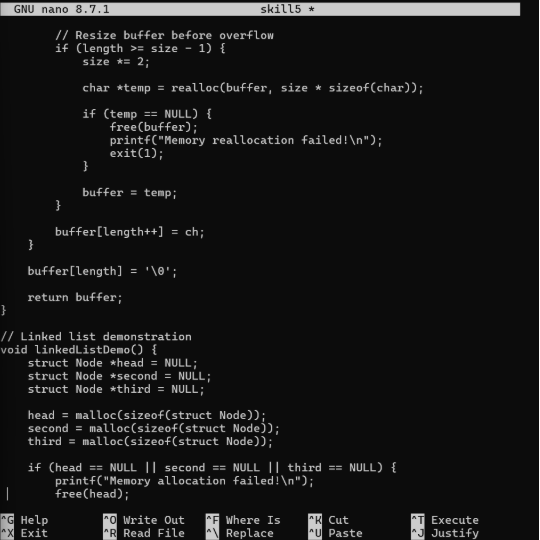 GNU nano 8.7.1 skill5 *
// Resize buffer before overflow
if (length >= size - 1) {
size *= 2;
char *temp = realloc(buffer, size * sizeof(char));
if (temp == NULL) {
free(buffer);
printf("Memory reallocation failed!\n");
exit(1);
}
buffer = temp;
}
buffer[length++] = ch;
}
buffer[length] = '\0';
return buffer;
}
// Linked list demonstration
void linkedListDemo() {
struct Node *head = NULL;
struct Node *second = NULL;
struct Node *third = NULL;
head = malloc(sizeof(struct Node));
second = malloc(sizeof(struct Node));
third = malloc(sizeof(struct Node));
if (head == NULL || second == NULL || third == NULL) {
printf("Memory allocation failed!\n");
free(head);
^G Help ^O Write Out ^F Where Is ^K Cut ^T Execute
^X Exit ^R Read File ^\ Replace ^U Paste ^J Justify